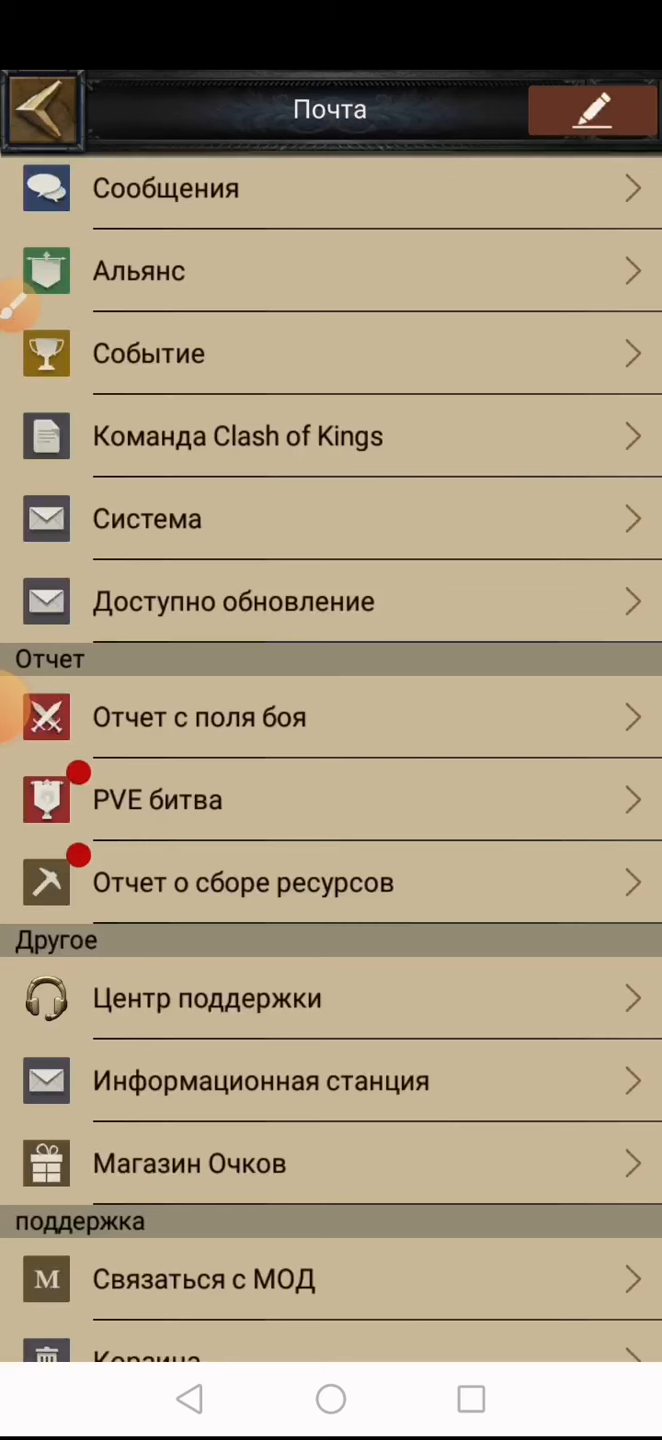 Почта
Сообщения
Альянс
Событие
Команда Clash of Kings
Система
Доступно обновление
Отчет
Отчет с поля боя
PVE битва
Отчет о сборе ресурсов
Другое
Центр поддержки
Информационная станция
Магазин Очков
поддержка
M
Связаться с МОД
Корзина